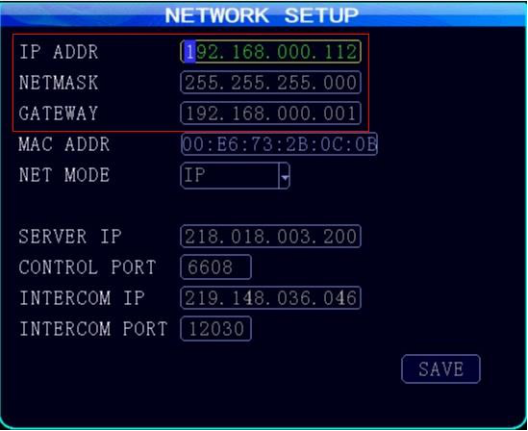 NETWORK SETUP
IP ADDR 192.168.000.112
NETMASK 255.255.255.000
GATEWAY 192.168.000.001
MAC ADDR 00:E6:73:2B:0C:0B
NET MODE IP
SERVER IP 218.018.003.200
CONTROL PORT 6608
INTERCOM IP 219.148.036.046
INTERCOM PORT 12030
SAVE